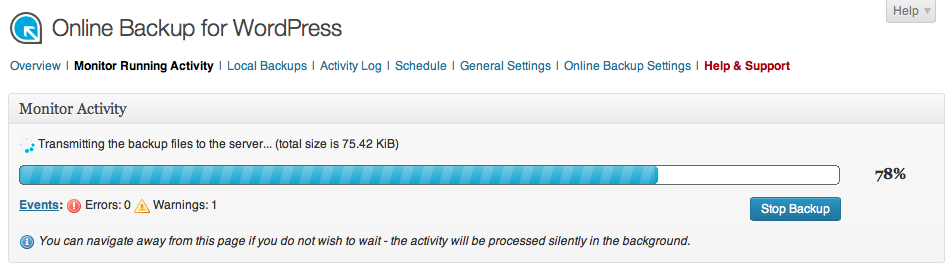 Help
Online Backup for WordPress
Overview | Monitor Running Activity | Local Backups | Activity Log | Schedule | General Settings | Online Backup Settings | Help & Support
Monitor Activity
Transmitting the backup files to the server... (total size is 75.42 KiB)
78%
Events: Errors: 0 Warnings: 1
Stop Backup
You can navigate away from this page if you do not wish to wait - the activity will be processed silently in the background.